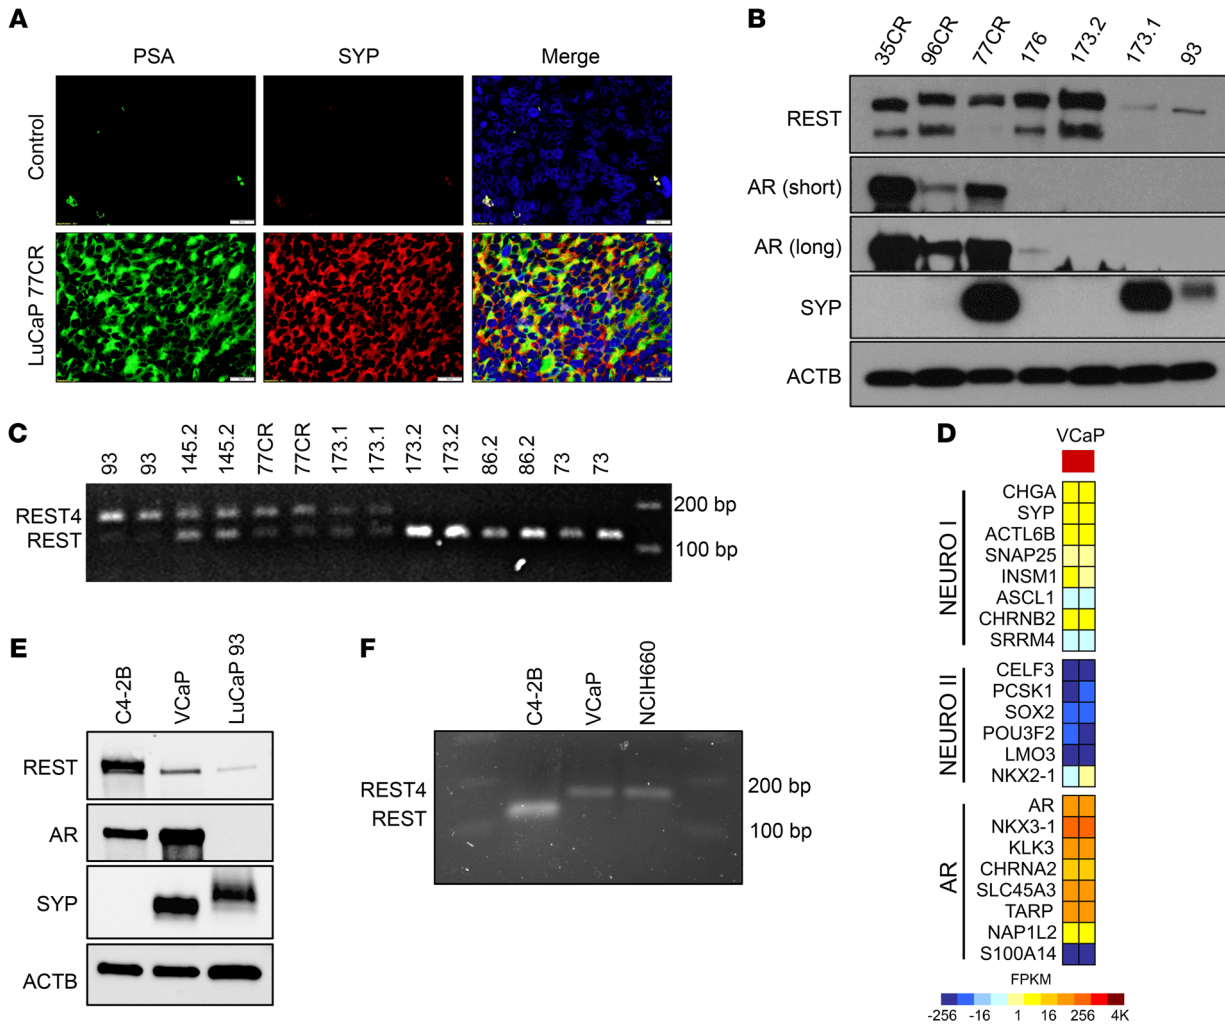 A
PSA
SYP
Merge
Control
LuCaP 77CR
B
35CR
96CR
77CR
176
173.2
173.1
93
REST
AR (short)
AR (long)
SYP
ACTB
C
93
93
145.2
145.2
77CR
77CR
173.1
173.1
173.2
173.2
86.2
86.2
73
73
REST4
REST
200 bp
100 bp
D
VCaP
NEURO I
CHGA
SYP
ACTL6B
SNAP25
INSM1
ASCL1
CHRNB2
SRRM4
NEURO II
CELF3
PCSK1
SOX2
POU3F2
LMO3
NKX2-1
AR
AR
NKX3-1
KLK3
CHRNA2
SLC45A3
TARP
NAP1L2
S100A14
FPKM
-256 -16 1 16 256 4K
E
C4-2B
VCaP
LuCaP 93
REST
AR
SYP
ACTB
F
C4-2B
VCaP
NCIH660
REST4
REST
200 bp
100 bp